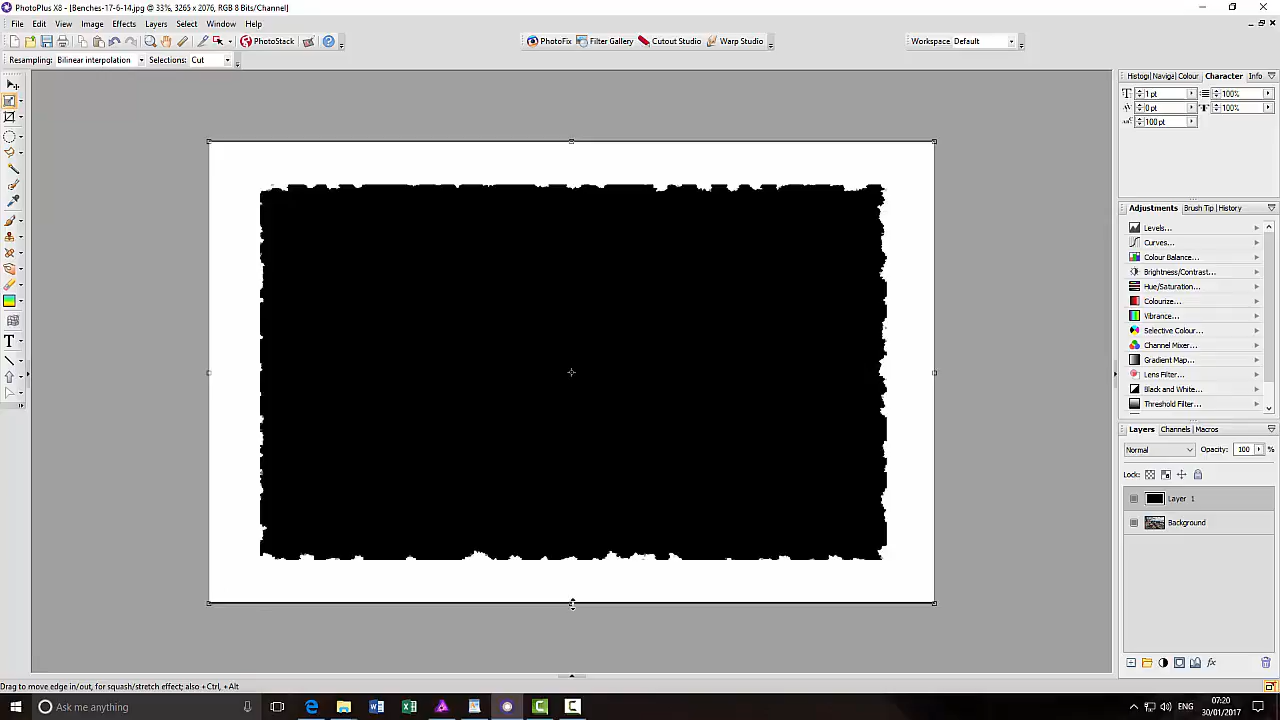 PhotoPlus X8 - [Benches-17-6-14.jpg @ 33%, 3265 x 2076, RGB 8 Bits/Channel]
File Edit View Image Effects Layers Select Window Help
PhotoStack PhotoFix Filter Gallery Cutout Studio Warp Studio Workspace Default
Resampling: Bilinear interpolation Selections: Cut
Histogr Naviga Colour Character Info
1 pt 100%
0 pt 100%
100 pt
Adjustments Brush Tip History
Levels...
Curves...
Colour Balance...
Brightness/Contrast...
Hue/Saturation...
Colourize...
Vibrance...
Selective Colour...
Channel Mixer...
Gradient Map...
Lens Filter...
Black and White...
Threshold Filter...
Layers Channels Macros
Normal Opacity: 100 %
Lock:
Layer 1
Background
fx
Drag to move edge in/out, for squash/stretch effect; also +Ctrl, +Alt
Ask me anything
ENG
07:20
30/01/2017